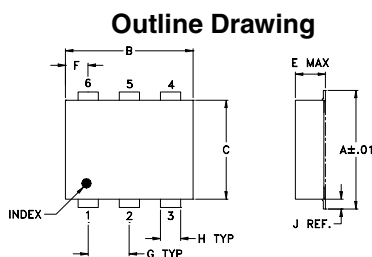 Outline Drawing
B
E MAX
F
6 5 4
C
A±.01
INDEX
1 2 3
J REF.
H TYP
G TYP